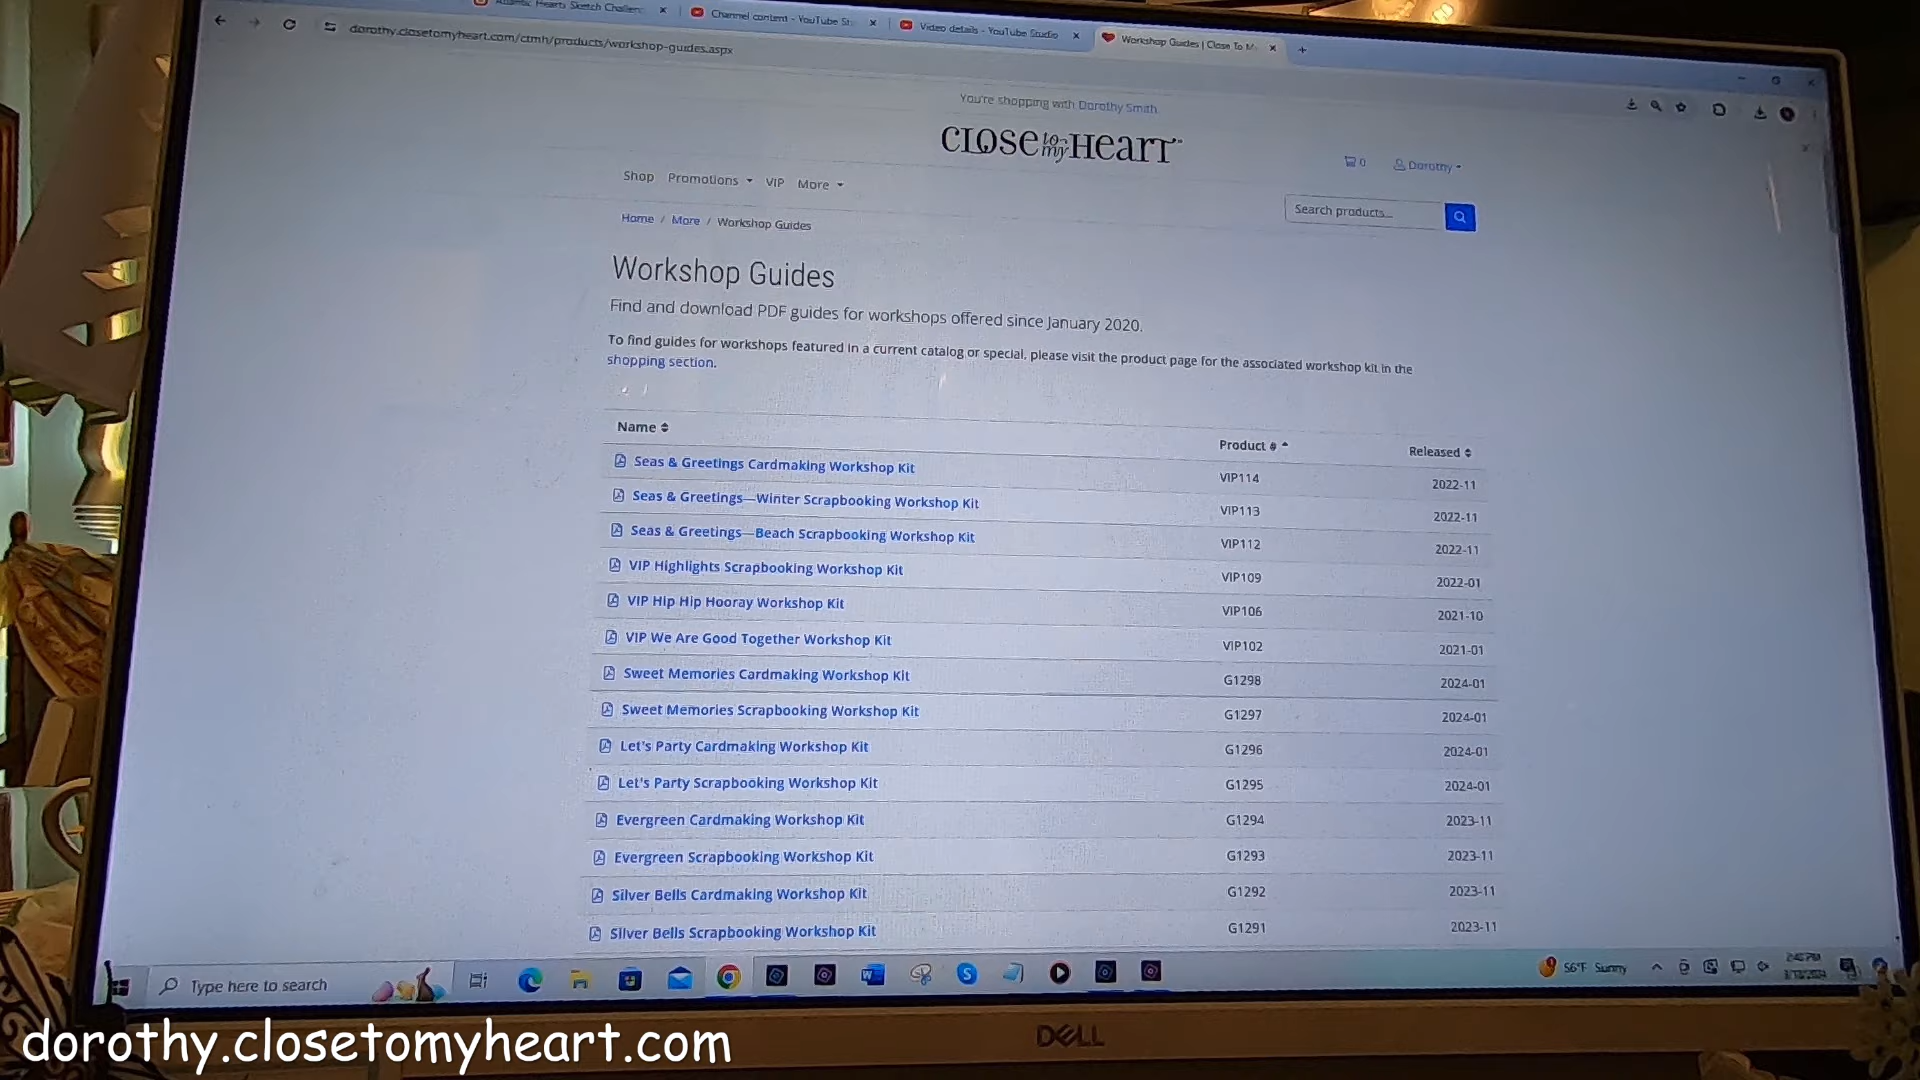 Hearts Sketch Challen
Channel content - YouTube St
Video details - YouTube Studio
Workshop Guides | Close To M
dorothy.closetomyheart.com/ctmh/products/workshop-guides.aspx
You're shopping with Dorothy Smith
CLOSE to my HEART™
0 Dorothy
Shop Promotions VIP More
Search products...
Home / More / Workshop Guides
Workshop Guides
Find and download PDF guides for workshops offered since January 2020.
To find guides for workshops featured in a current catalog or special, please visit the product page for the associated workshop kit in the
shopping section.
Name Product # Released
Seas & Greetings Cardmaking Workshop Kit VIP114 2022-11
Seas & Greetings—Winter Scrapbooking Workshop Kit VIP113 2022-11
Seas & Greetings—Beach Scrapbooking Workshop Kit VIP112 2022-11
VIP Highlights Scrapbooking Workshop Kit VIP109 2022-01
VIP Hip Hip Hooray Workshop Kit VIP106 2021-10
VIP We Are Good Together Workshop Kit VIP102 2021-01
Sweet Memories Cardmaking Workshop Kit G1298 2024-01
Sweet Memories Scrapbooking Workshop Kit G1297 2024-01
Let's Party Cardmaking Workshop Kit G1296 2024-01
Let's Party Scrapbooking Workshop Kit G1295 2024-01
Evergreen Cardmaking Workshop Kit G1294 2023-11
Evergreen Scrapbooking Workshop Kit G1293 2023-11
Silver Bells Cardmaking Workshop Kit G1292 2023-11
Silver Bells Scrapbooking Workshop Kit G1291 2023-11
Type here to search
56°F Sunny
DELL
dorothy.closetomyheart.com